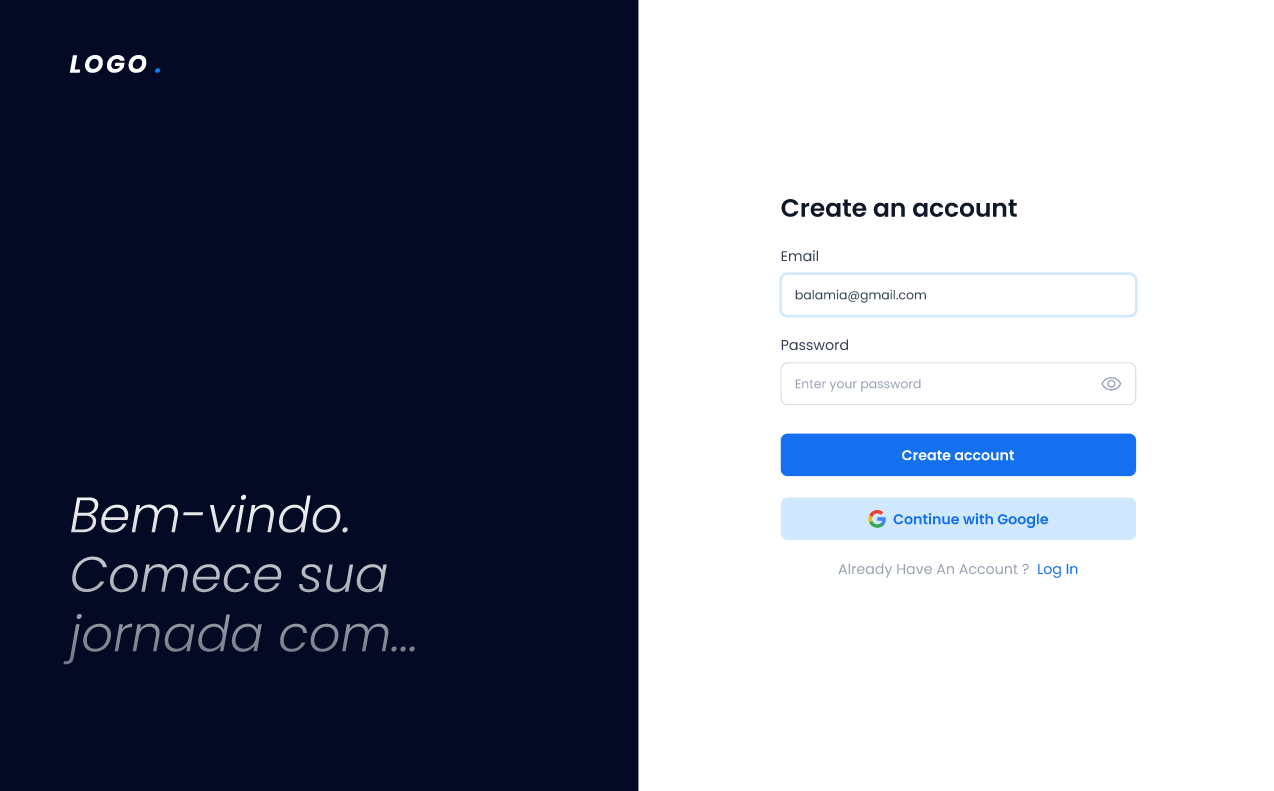 LOGO .
Bem-vindo.
Comece sua
jornada com...
Create an account
Email
balamia@gmail.com
Password
Enter your password
Create account
Continue with Google
Already Have An Account ? Log In